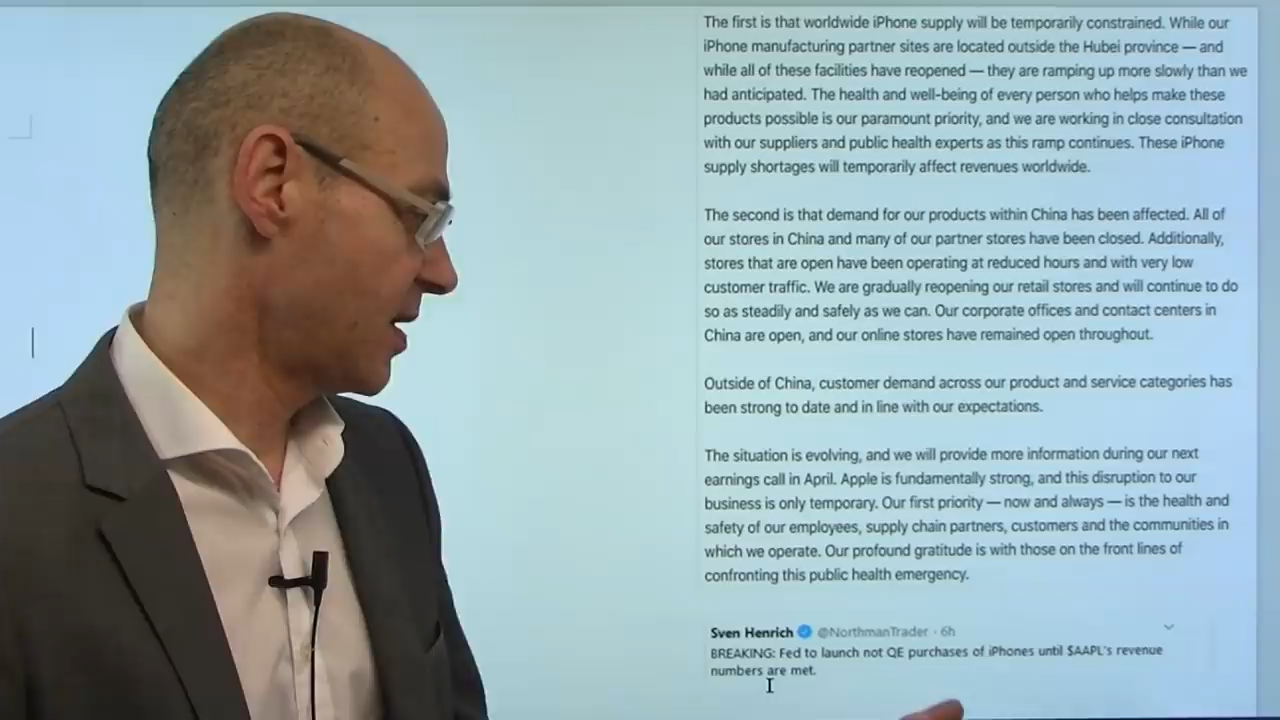 The first is that worldwide iPhone supply will be temporarily constrained. While our
iPhone manufacturing partner sites are located outside the Hubei province — and
while all of these facilities have reopened — they are ramping up more slowly than we
had anticipated. The health and well-being of every person who helps make these
products possible is our paramount priority, and we are working in close consultation
with our suppliers and public health experts as this ramp continues. These iPhone
supply shortages will temporarily affect revenues worldwide.
The second is that demand for our products within China has been affected. All of
our stores in China and many of our partner stores have been closed. Additionally,
stores that are open have been operating at reduced hours and with very low
customer traffic. We are gradually reopening our retail stores and will continue to do
so as steadily and safely as we can. Our corporate offices and contact centers in
China are open, and our online stores have remained open throughout.
Outside of China, customer demand across our product and service categories has
been strong to date and in line with our expectations.
The situation is evolving, and we will provide more information during our next
earnings call in April. Apple is fundamentally strong, and this disruption to our
business is only temporary. Our first priority — now and always — is the health and
safety of our employees, supply chain partners, customers and the communities in
which we operate. Our profound gratitude is with those on the front lines of
confronting this public health emergency.
Sven Henrich @NorthmanTrader · 6h
BREAKING: Fed to launch not QE purchases of iPhones until $AAPL's revenue
numbers are met.